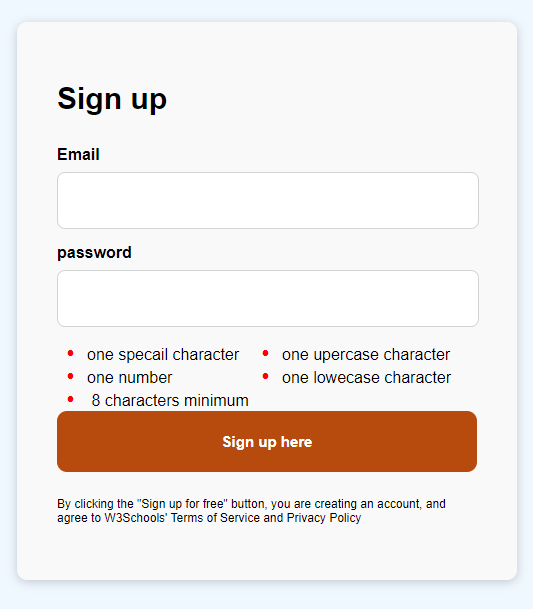 Sign up
Email
password
one specail character
one upercase character
one number
one lowecase character
8 characters minimum
Sign up here
By clicking the "Sign up for free" button, you are creating an account, and
agree to W3Schools' Terms of Service and Privacy Policy